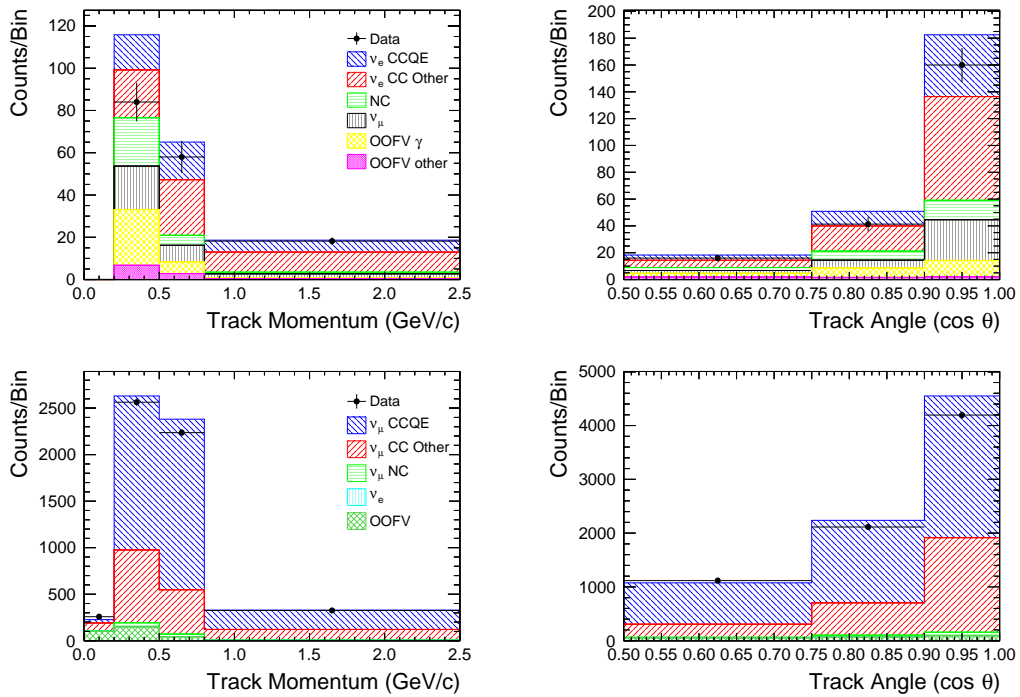 Counts/Bin
120
100
80
60
40
20
0
0.0 0.5 1.0 1.5 2.0 2.5
Track Momentum (GeV/c)
Data
νe CCQE
νe CC Other
NC
νμ
OOFV γ
OOFV other
Counts/Bin
200
180
160
140
120
100
80
60
40
20
0
0.50 0.55 0.60 0.65 0.70 0.75 0.80 0.85 0.90 0.95 1.00
Track Angle (cos θ)
Counts/Bin
2500
2000
1500
1000
500
0
0.0 0.5 1.0 1.5 2.0 2.5
Track Momentum (GeV/c)
Data
νμ CCQE
νμ CC Other
νμ NC
νe
OOFV
Counts/Bin
5000
4000
3000
2000
1000
0
0.50 0.55 0.60 0.65 0.70 0.75 0.80 0.85 0.90 0.95 1.00
Track Angle (cos θ)